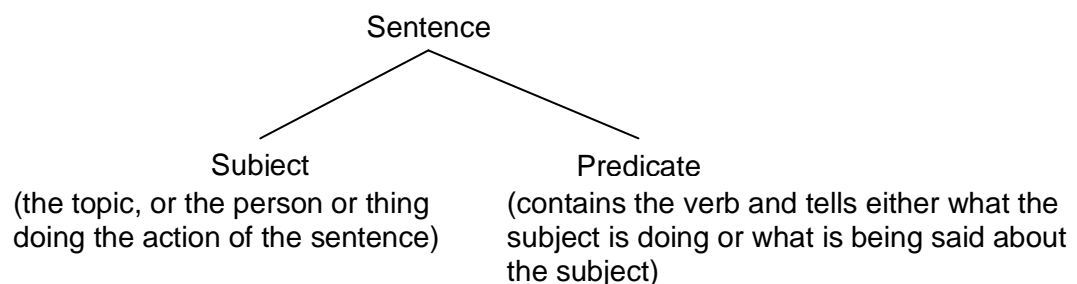 Sentence
Subject
(the topic, or the person or thing
doing the action of the sentence)
Predicate
(contains the verb and tells either what the
subject is doing or what is being said about
the subject)